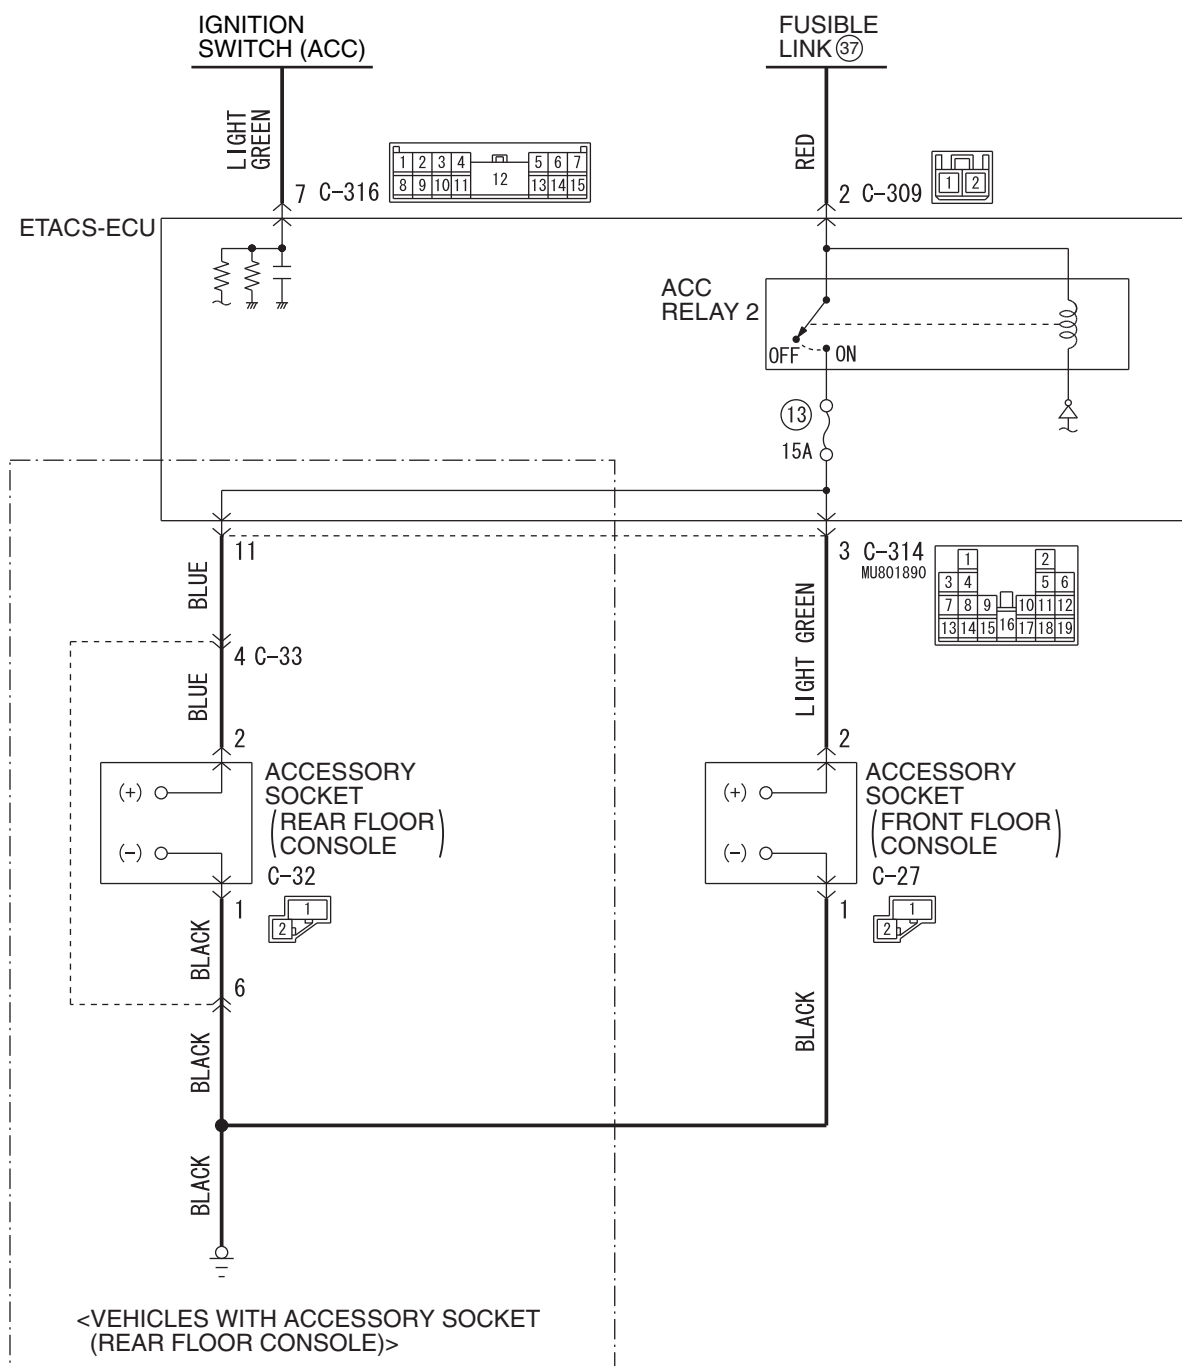 IGNITION
SWITCH (ACC)
FUSIBLE
LINK 37
LIGHT
GREEN
RED
1 2 3 4 5 6 7
8 9 10 11 12 13 14 15
1 2
7 C-316
2 C-309
ETACS-ECU
ACC
RELAY 2
OFF ON
13
15A
11
3 C-314
MU801890
1 2
3 4 5 6
7 8 9 10 11 12
13 14 15 16 17 18 19
BLUE
LIGHT GREEN
4 C-33
BLUE
2
2
ACCESSORY
SOCKET
(REAR FLOOR
CONSOLE)
C-32
(+)
(-)
ACCESSORY
SOCKET
(FRONT FLOOR
CONSOLE)
C-27
(+)
(-)
1
1
2
1
1
2
BLACK
6
BLACK
BLACK
BLACK
<VEHICLES WITH ACCESSORY SOCKET
(REAR FLOOR CONSOLE)>